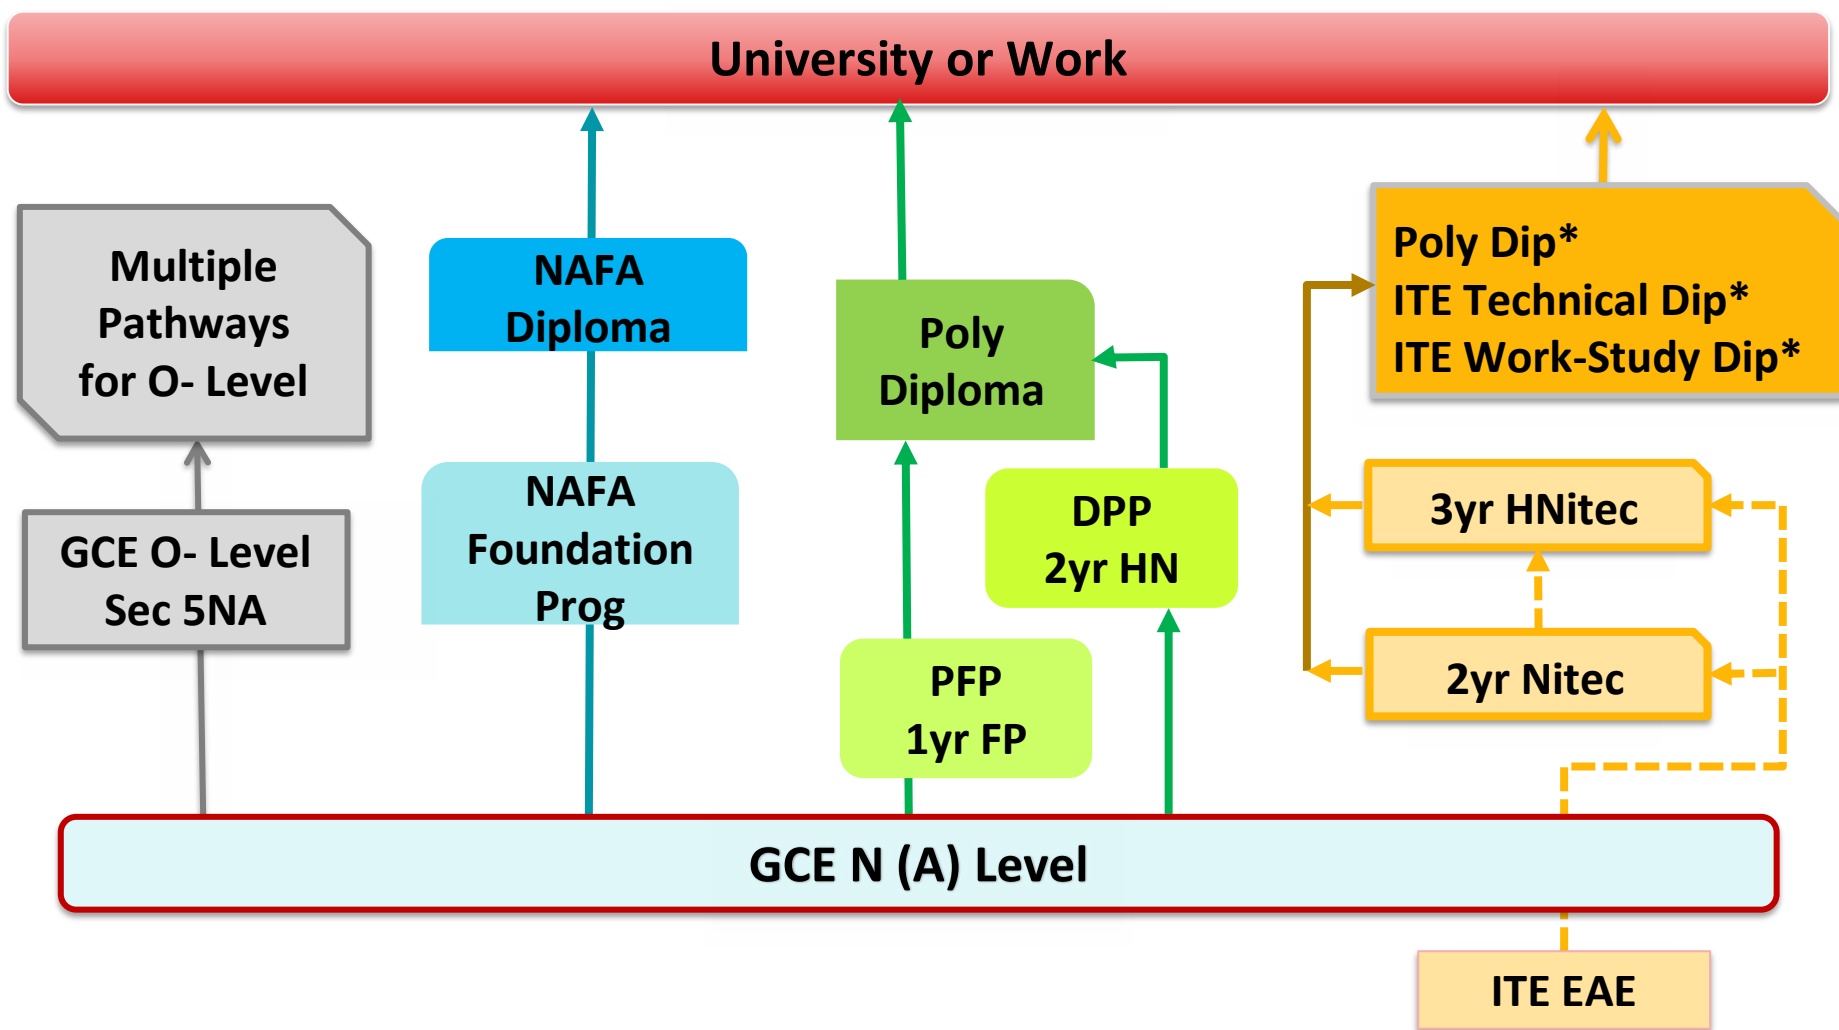 University or Work
Multiple
Pathways
for O- Level
GCE O- Level
Sec 5NA
NAFA
Diploma
NAFA
Foundation
Prog
Poly
Diploma
DPP
2yr HN
PFP
1yr FP
Poly Dip*
ITE Technical Dip*
ITE Work-Study Dip*
3yr HNitec
2yr Nitec
GCE N (A) Level
ITE EAE